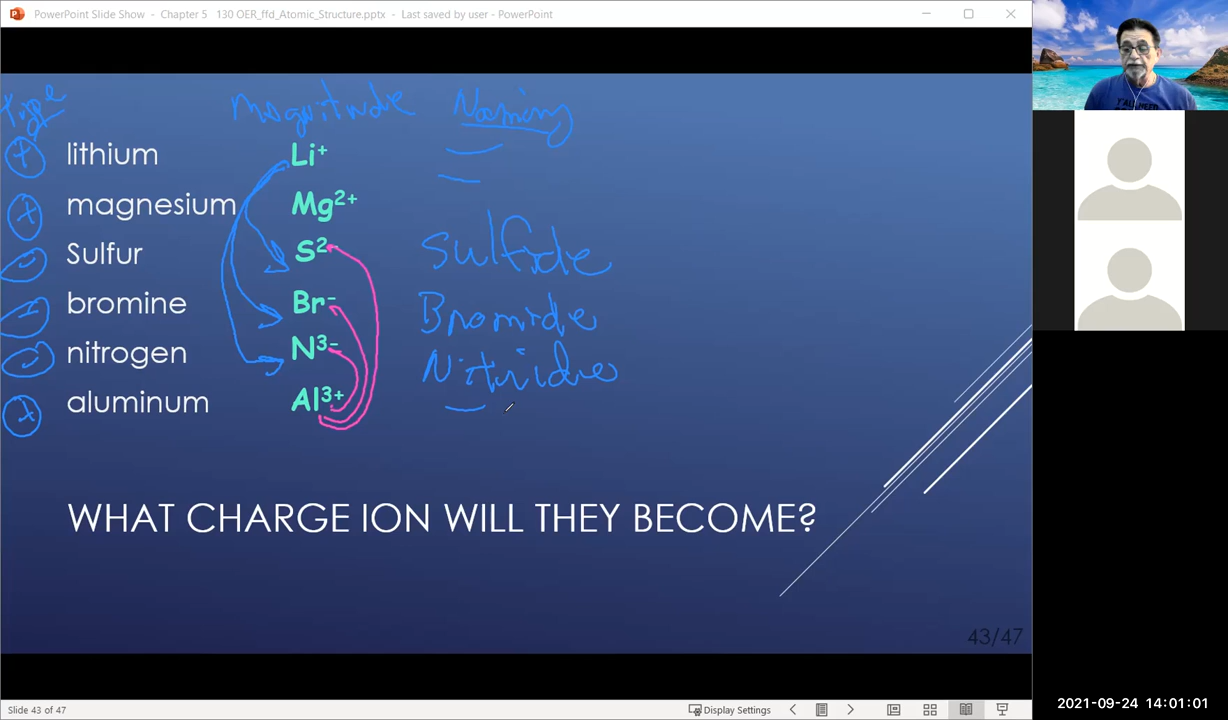 PowerPoint Slide Show - Chapter 5 130 OER_ffd_Atomic_Structure.pptx - Last saved by user - PowerPoint
Type Magnitude Naming
+ lithium Li⁺
+ magnesium Mg²⁺
- Sulfur S²⁻ Sulfide
- bromine Br⁻ Bromide
- nitrogen N³⁻ Nitride
+ aluminum Al³⁺
WHAT CHARGE ION WILL THEY BECOME?
43/47
Slide 43 of 47 Display Settings
Y'ALL NEED
2021-09-24 14:01:01